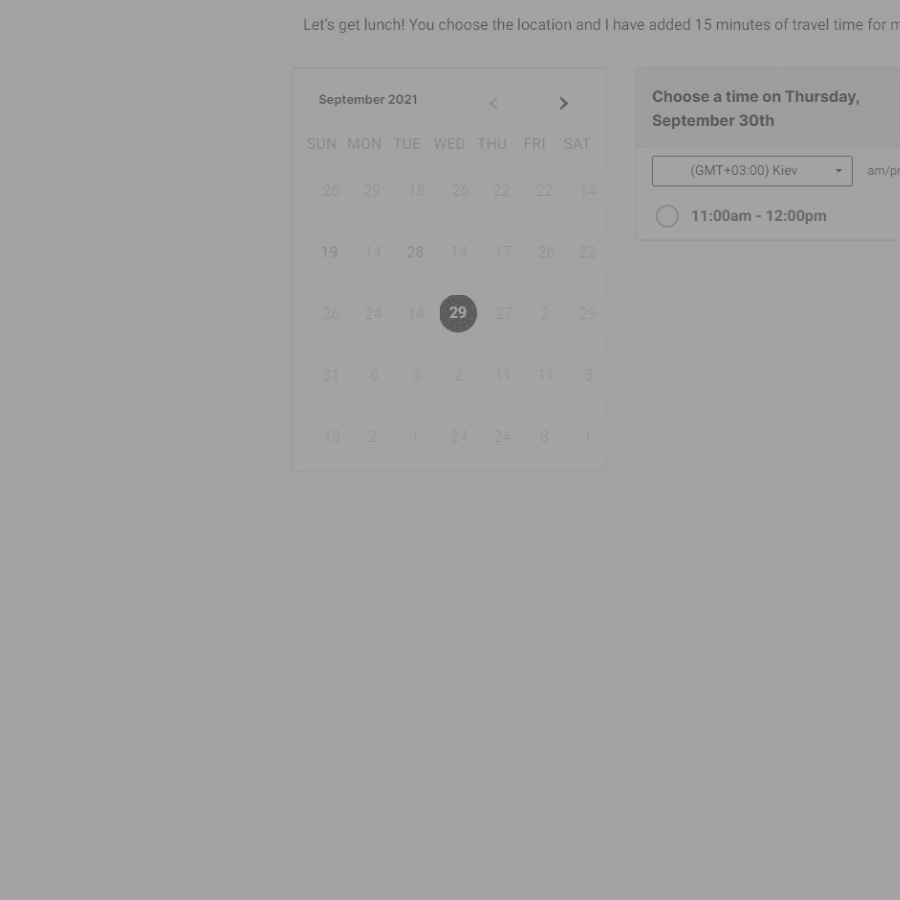 Let's get lunch! You choose the location and I have added 15 minutes of travel time for m
September 2021
SUN MON TUE WED THU FRI SAT
26 29 18 26 22 22 14
19 14 28 14 17 26 22
26 24 14 29 27 2 29
31 6 3 2 11 11 3
13 2 1 24 24 8 1
Choose a time on Thursday,
September 30th
(GMT+03:00) Kiev am/p
11:00am - 12:00pm